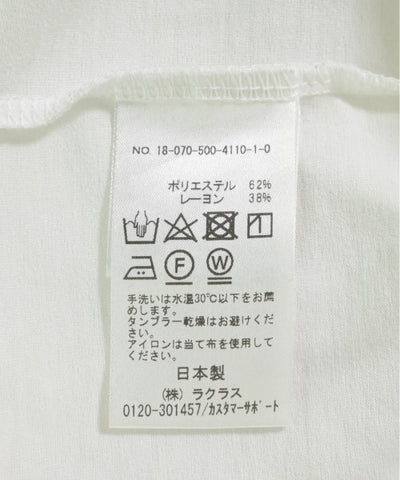 NO. 18-070-500-4110-1-0
ポリエステル 62%
レーヨン 38%
F W
手洗いは水温30℃以下をお薦
めします。
タンブラー乾燥はお避けくだ
さい。
アイロンは当て布を使用して
ください。
日本製
(株) ラクラス
0120-301457/カスタマーサポート